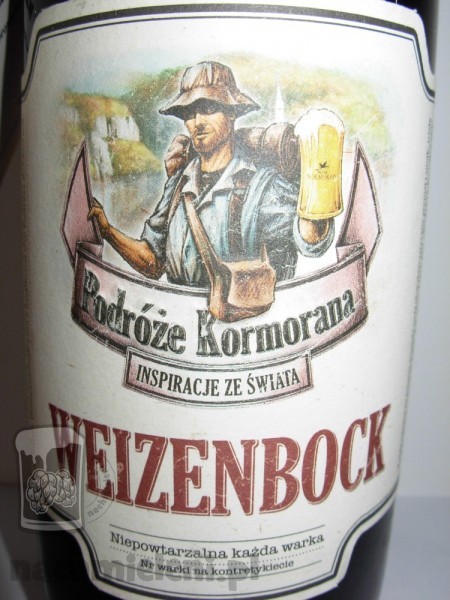 Podróże Kormorana
INSPIRACJE ZE ŚWIATA
WEIZENBOCK
Niepowtarzalna każda warka
Nr warki na kontretykiecie